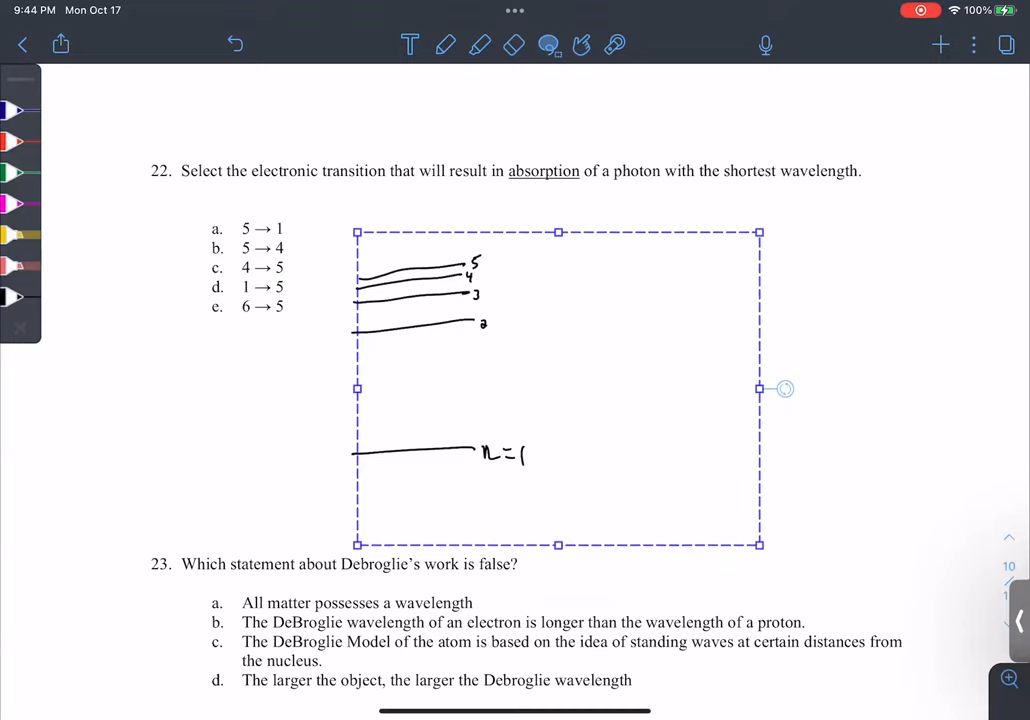 9:44 PM Mon Oct 17
100%
22. Select the electronic transition that will result in absorption of a photon with the shortest wavelength.
a. 5 → 1
b. 5 → 4
c. 4 → 5
d. 1 → 5
e. 6 → 5
5
4
3
2
n=1
23. Which statement about Debroglie's work is false?
a. All matter possesses a wavelength
b. The DeBroglie wavelength of an electron is longer than the wavelength of a proton.
c. The DeBroglie Model of the atom is based on the idea of standing waves at certain distances from
the nucleus.
d. The larger the object, the larger the Debroglie wavelength
10